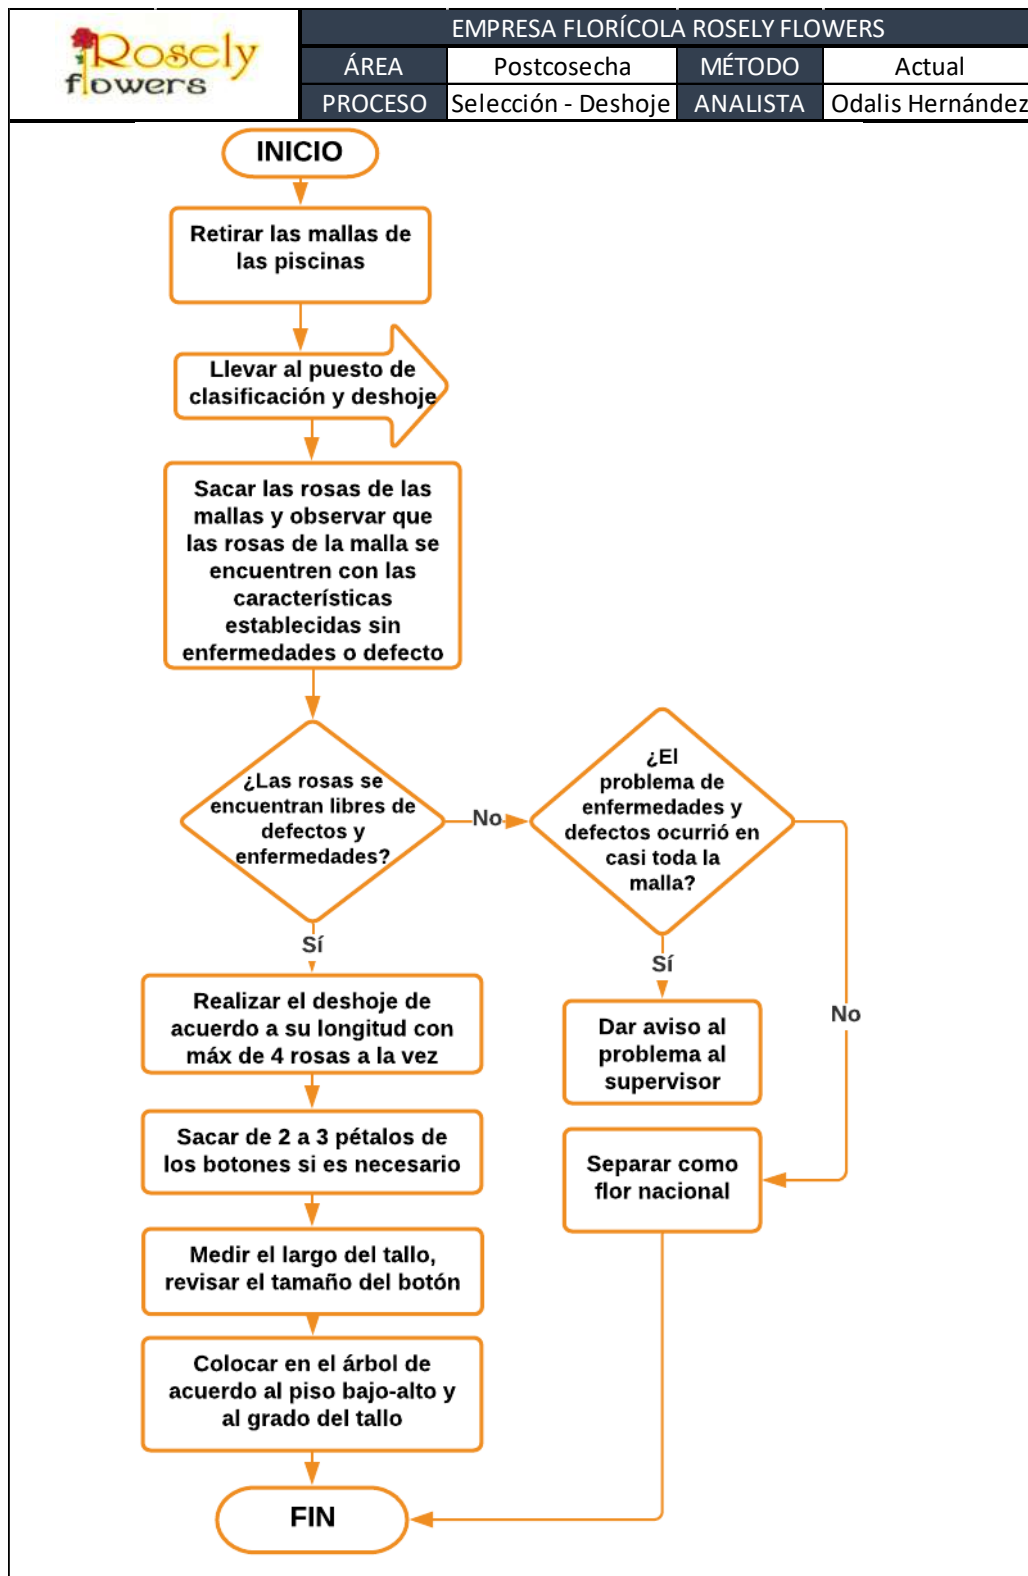 Rosely
flowers
EMPRESA FLORÍCOLA ROSELY FLOWERS
ÁREA Postcosecha MÉTODO Actual
PROCESO Selección - Deshoje ANALISTA Odalis Hernández
INICIO
Retirar las mallas de
las piscinas
Llevar al puesto de
clasificación y deshoje
Sacar las rosas de las
mallas y observar que
las rosas de la malla se
encuentren con las
características
establecidas sin
enfermedades o defecto
¿Las rosas se
encuentran libres de
defectos y
enfermedades?
No
¿El
problema de
enfermedades y
defectos ocurrió en
casi toda la
malla?
Sí
Sí
No
Realizar el deshoje de
acuerdo a su longitud con
máx de 4 rosas a la vez
Dar aviso al
problema al
supervisor
Sacar de 2 a 3 pétalos de
los botones si es necesario
Separar como
flor nacional
Medir el largo del tallo,
revisar el tamaño del botón
Colocar en el árbol de
acuerdo al piso bajo-alto y
al grado del tallo
FIN